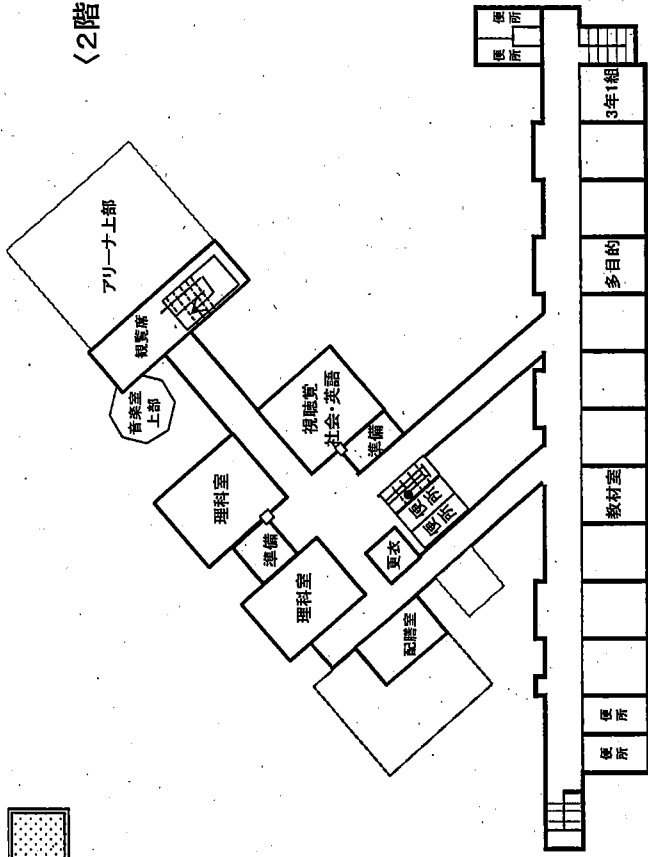 〈2階
便所
便所
3年1組
アリーナ上部
観覧席
多目的
音楽室
上部
視聴覚
社会・英語
準備
理科室
準備
便所
便所
教材室
更衣
理科室
配膳室
便所
便所